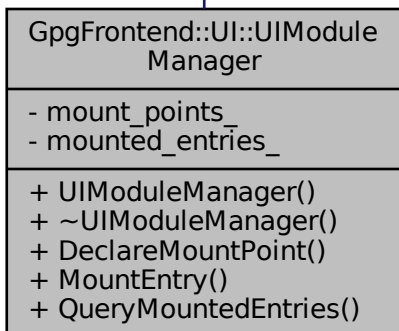 GpgFrontend::UI::UIModule
Manager
- mount_points_
- mounted_entries_
+ UIModuleManager()
+ ~UIModuleManager()
+ DeclareMountPoint()
+ MountEntry()
+ QueryMountedEntries()